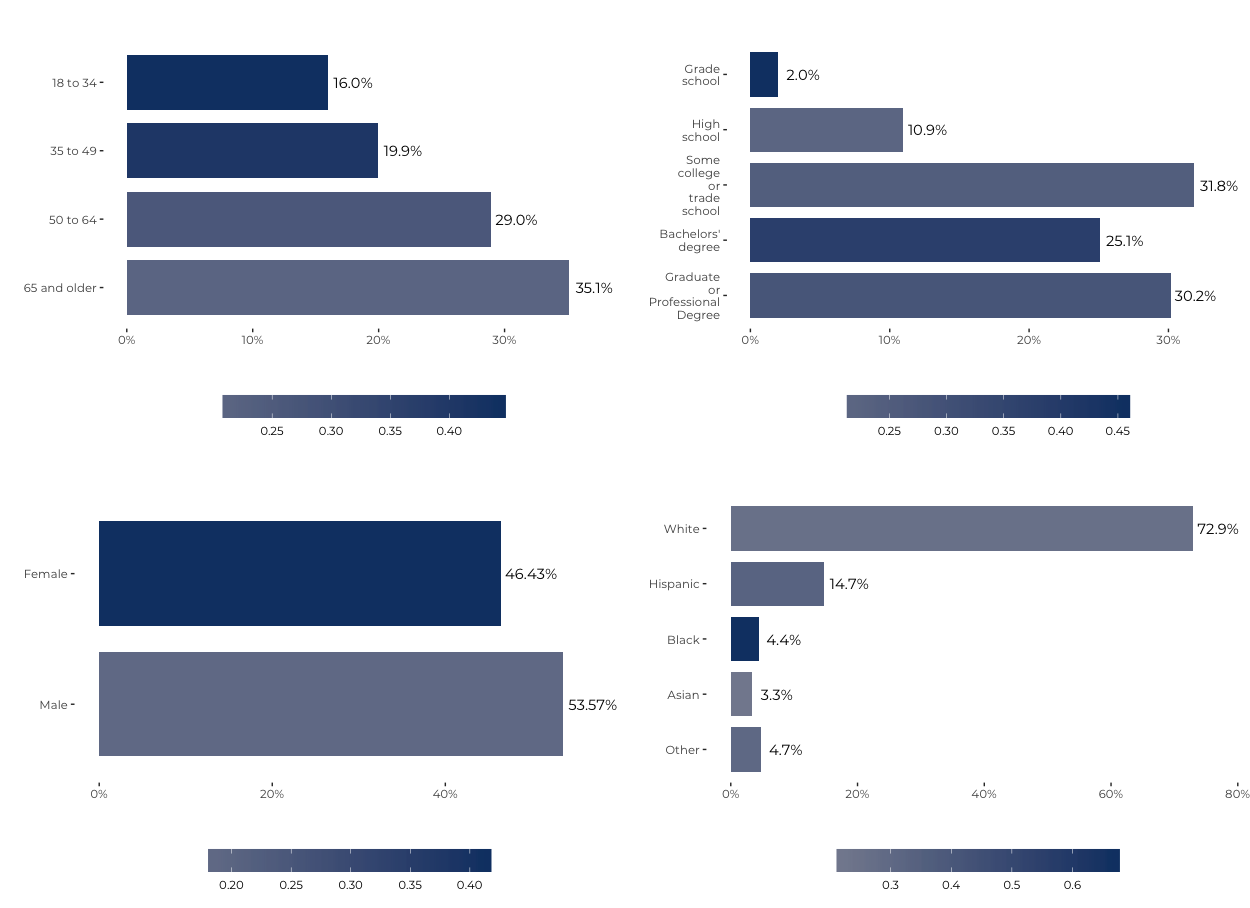 18 to 34
16.0%
35 to 49
19.9%
50 to 64
29.0%
65 and older
35.1%
0%
10%
20%
30%
0.25
0.30
0.35
0.40
Grade
school
2.0%
High
school
10.9%
Some
college
or
trade
school
31.8%
Bachelors'
degree
25.1%
Graduate
or
Professional
Degree
30.2%
0%
10%
20%
30%
0.25
0.30
0.35
0.40
0.45
Female
46.43%
Male
53.57%
0%
20%
40%
0.20
0.25
0.30
0.35
0.40
White
72.9%
Hispanic
14.7%
Black
4.4%
Asian
3.3%
Other
4.7%
0%
20%
40%
60%
80%
0.3
0.4
0.5
0.6